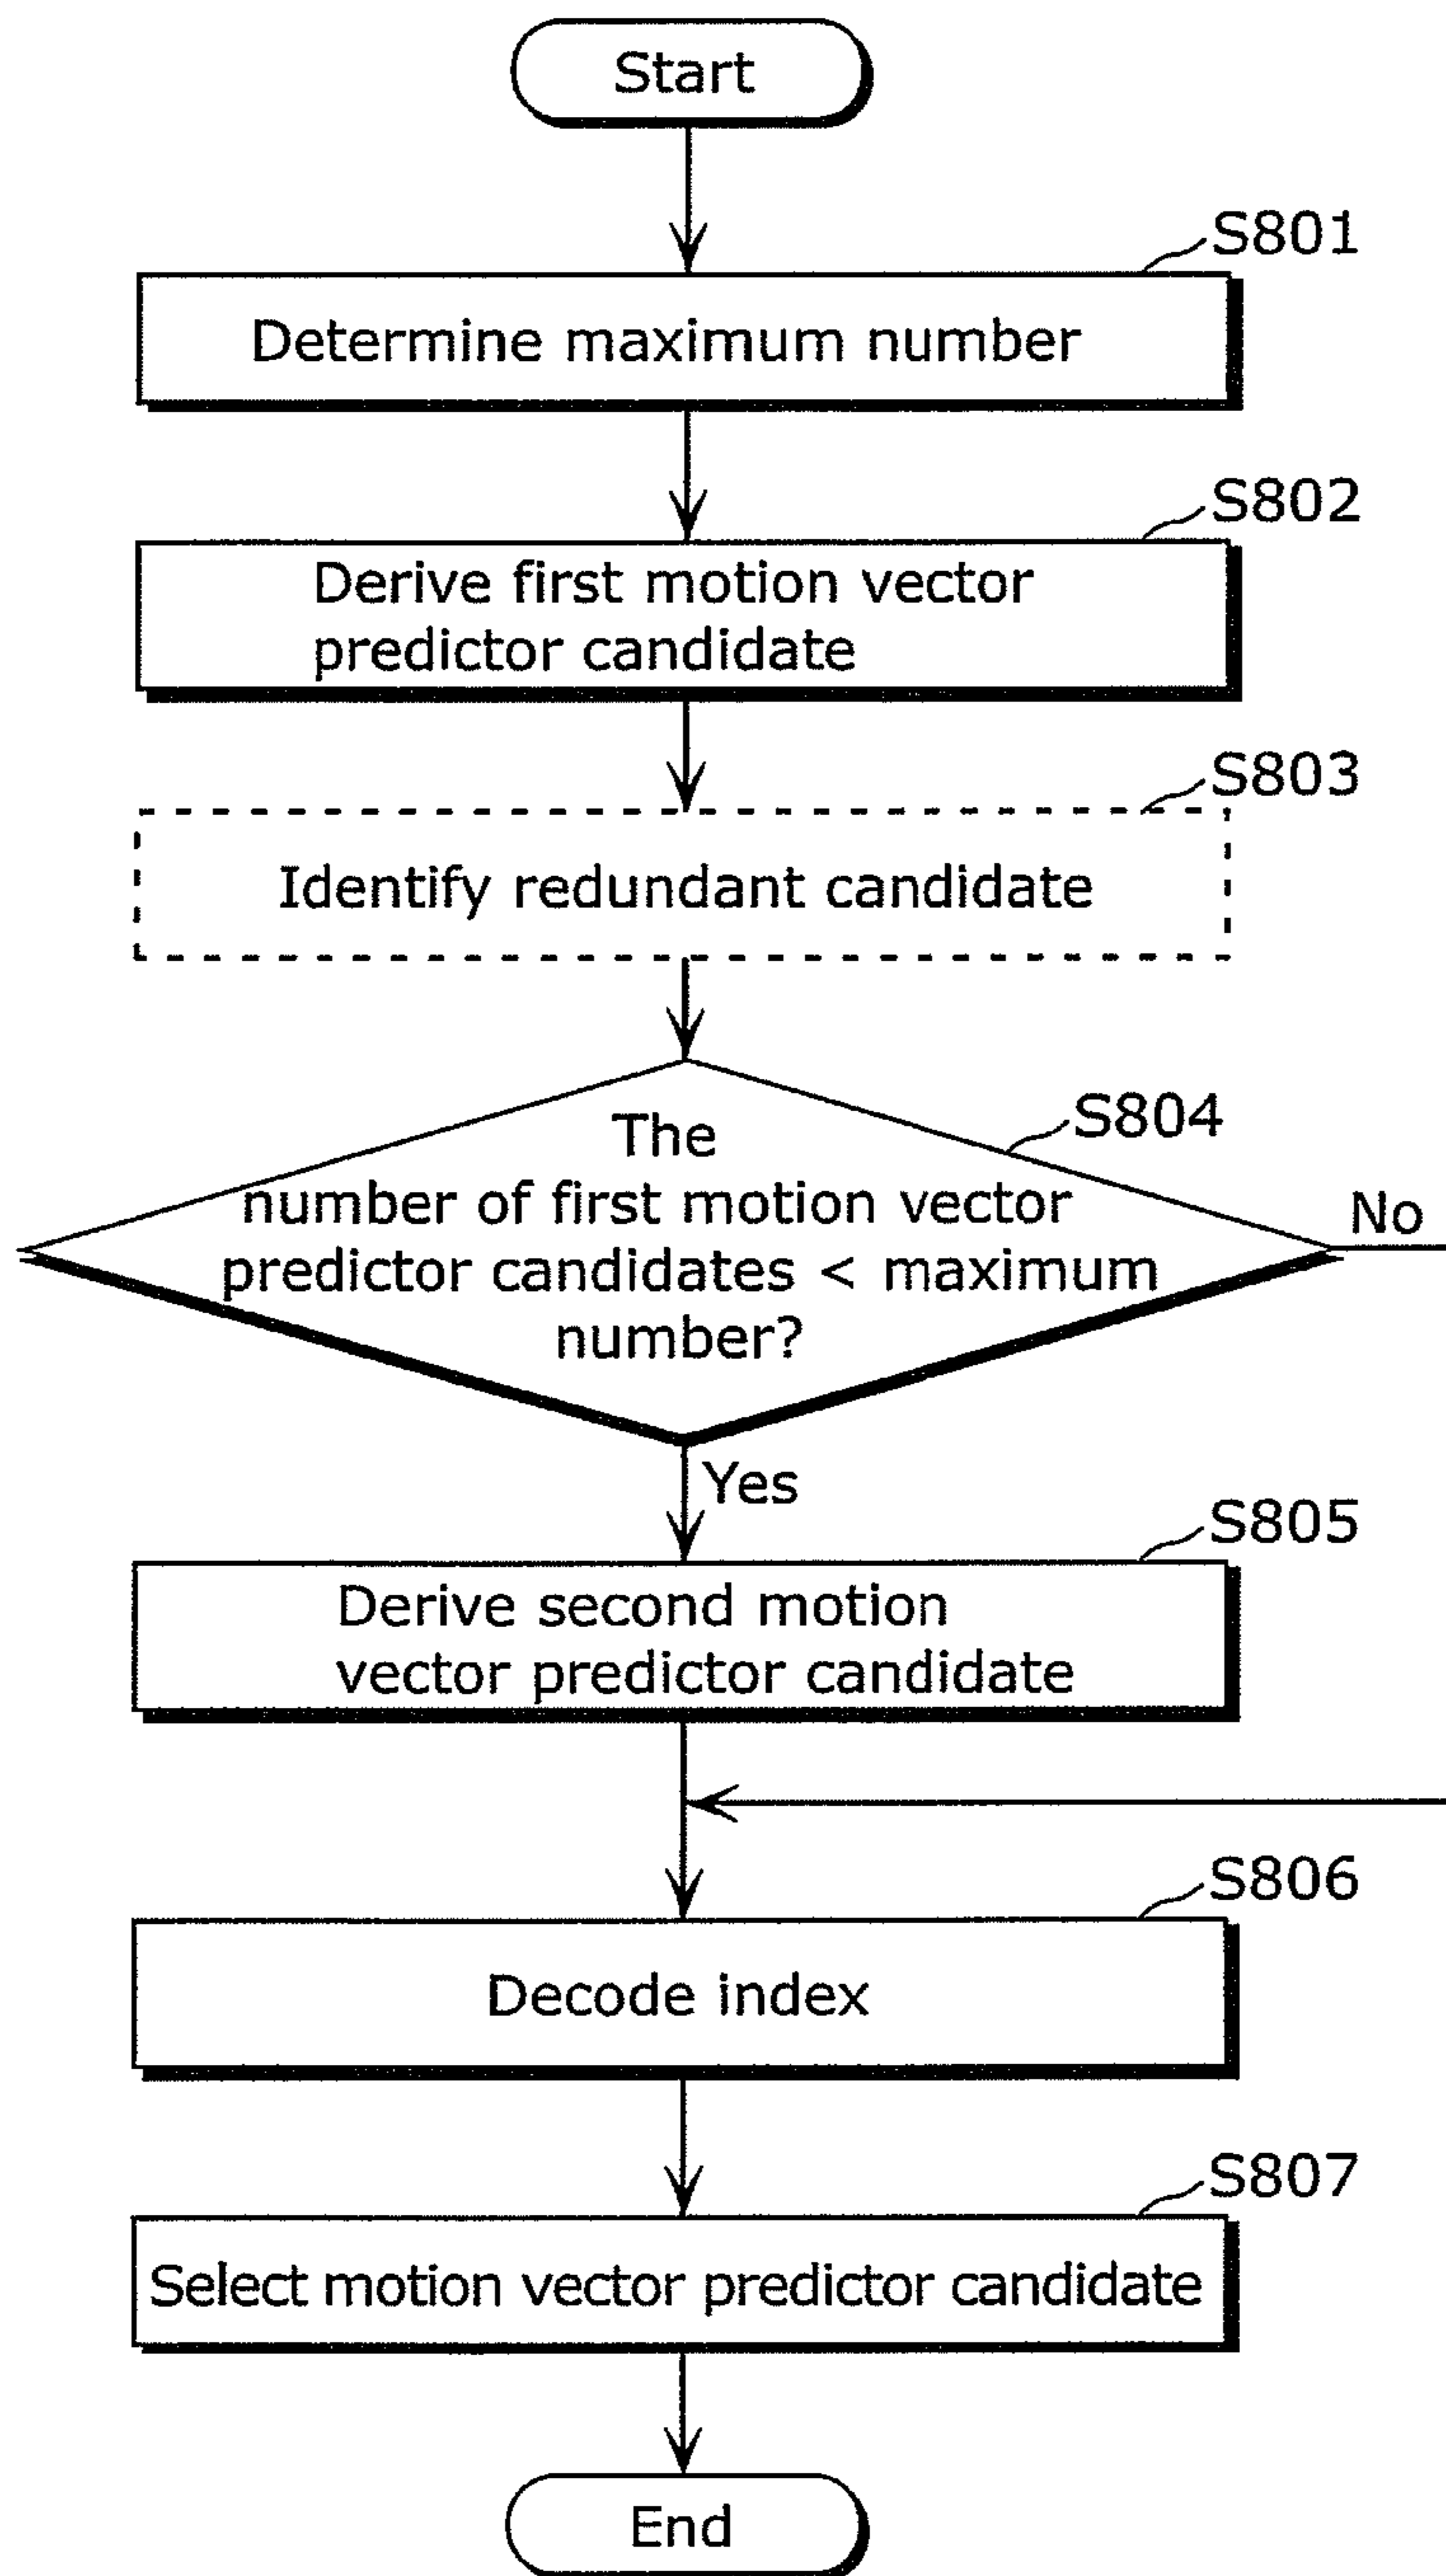 Start
S801
Determine maximum number
S802
Derive first motion vector
predictor candidate
S803
Identify redundant candidate
S804
The
number of first motion vector
predictor candidates < maximum
number?
No
Yes
S805
Derive second motion
vector predictor candidate
S806
Decode index
S807
Select motion vector predictor candidate
End